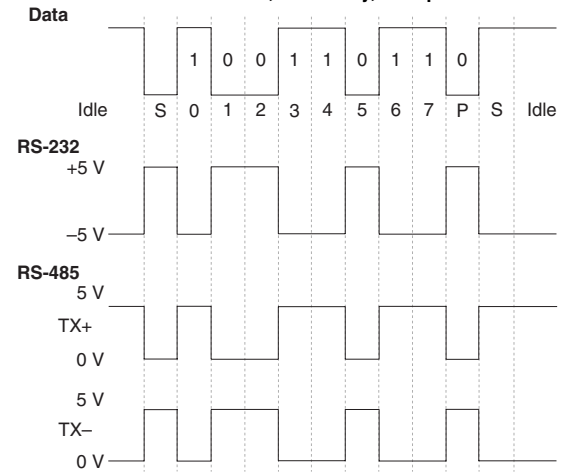 Data
1 0 0 1 1 0 1 1 0
Idle S 0 1 2 3 4 5 6 7 P S Idle
RS-232
+5 V
–5 V
RS-485
5 V
TX+
0 V
5 V
TX–
0 V